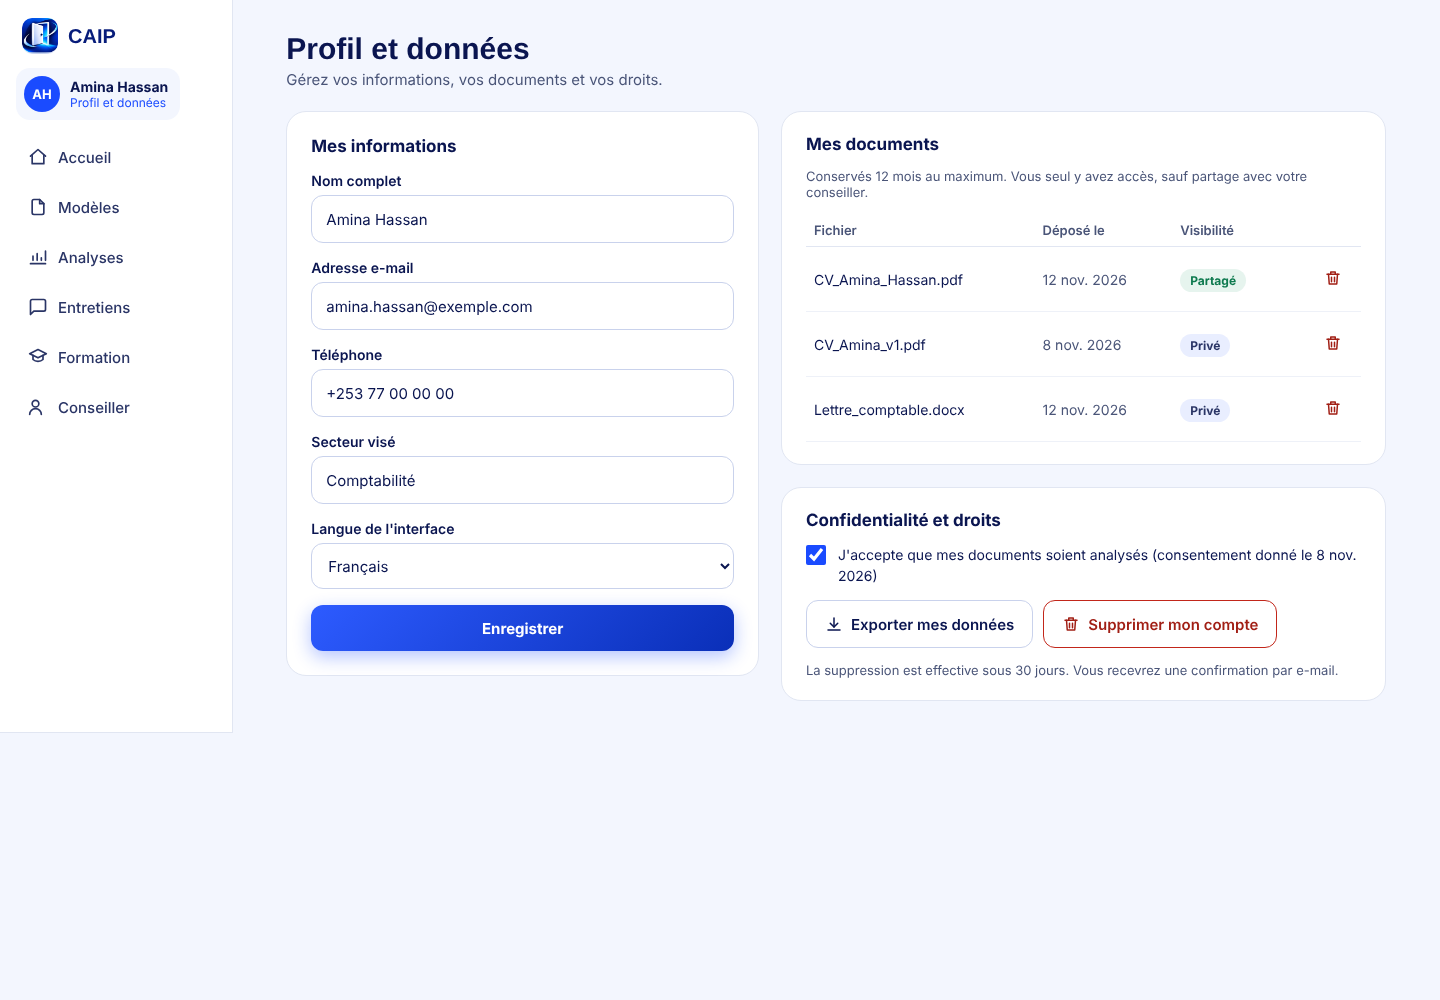 CAIP
AH
Amina Hassan
Profil et données
Accueil
Modèles
Analyses
Entretiens
Formation
Conseiller
Profil et données
Gérez vos informations, vos documents et vos droits.
Mes informations
Nom complet
Amina Hassan
Adresse e-mail
amina.hassan@exemple.com
Téléphone
+253 77 00 00 00
Secteur visé
Comptabilité
Langue de l'interface
Français
Enregistrer
Mes documents
Conservés 12 mois au maximum. Vous seul y avez accès, sauf partage avec votre
conseiller.
Fichier Déposé le Visibilité
CV_Amina_Hassan.pdf 12 nov. 2026 Partagé
CV_Amina_v1.pdf 8 nov. 2026 Privé
Lettre_comptable.docx 12 nov. 2026 Privé
Confidentialité et droits
J'accepte que mes documents soient analysés (consentement donné le 8 nov.
2026)
Exporter mes données
Supprimer mon compte
La suppression est effective sous 30 jours. Vous recevrez une confirmation par e-mail.